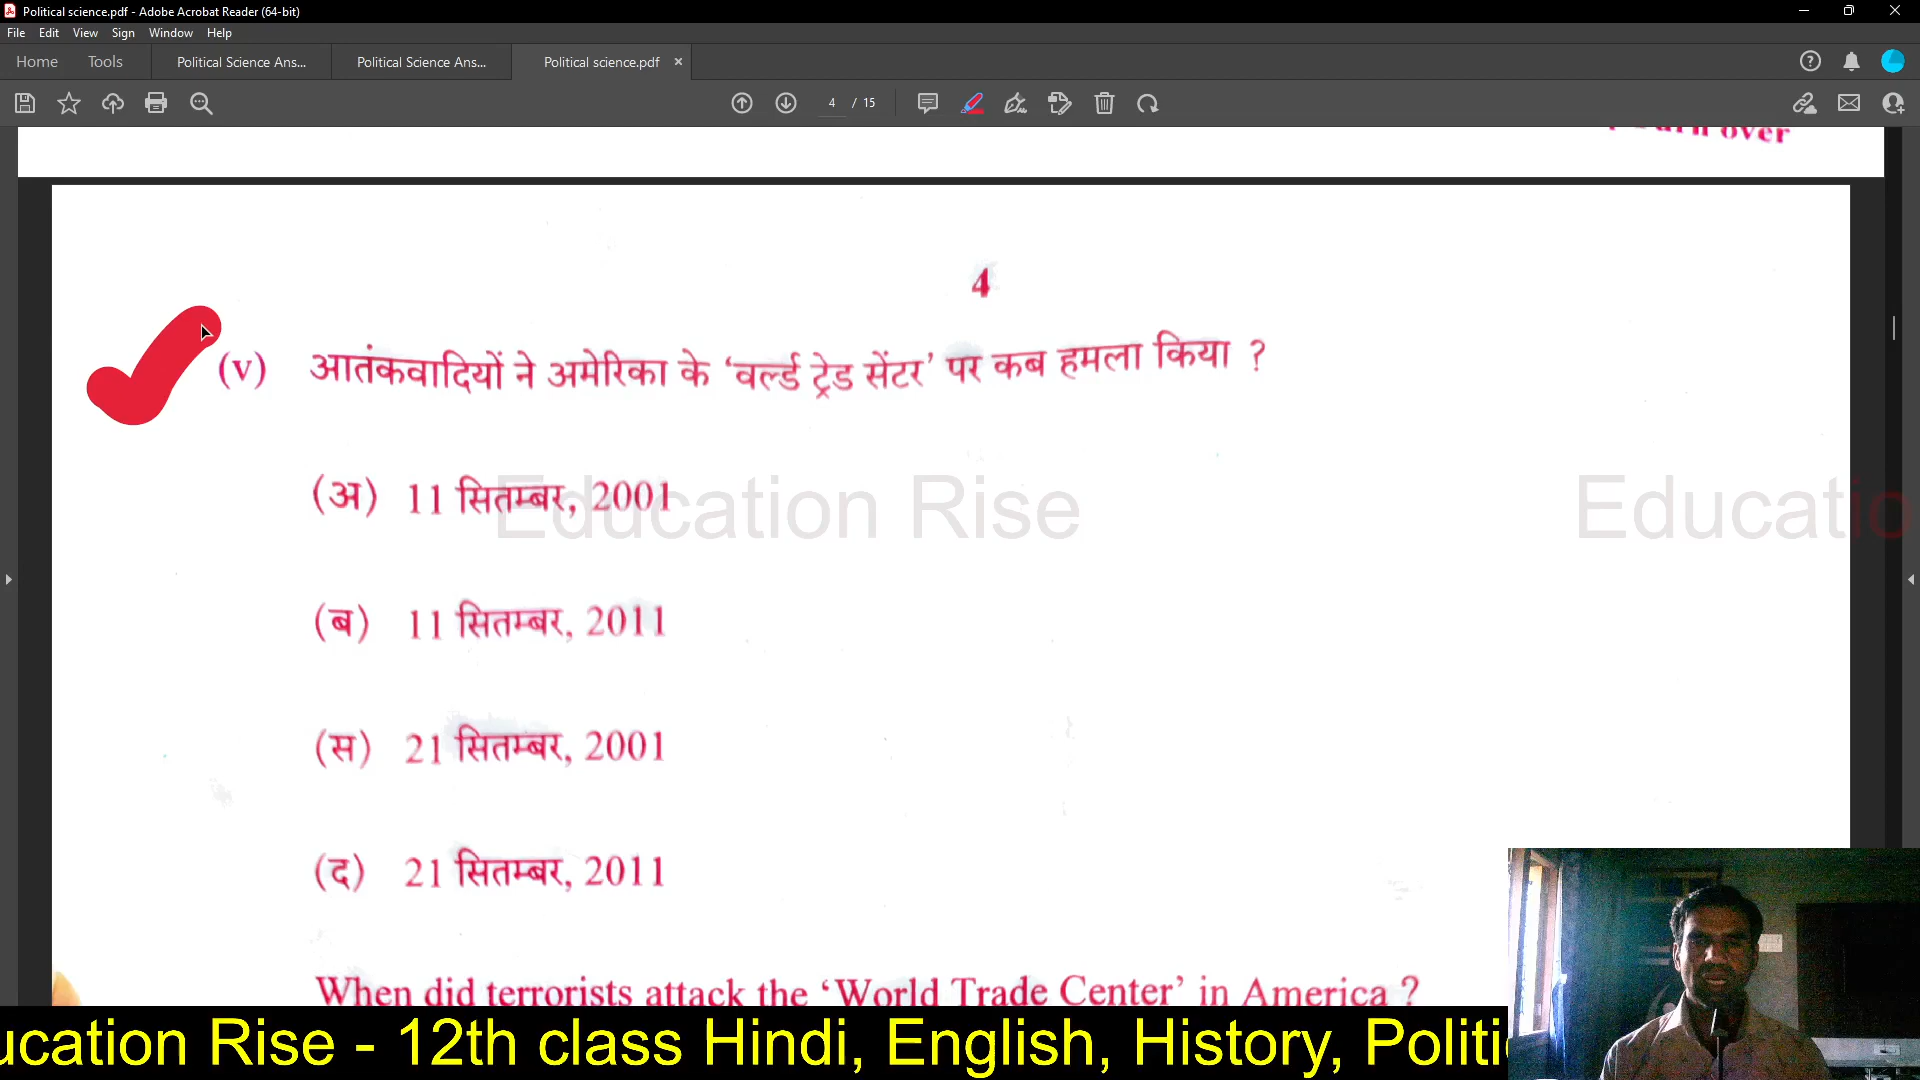 Political science.pdf - Adobe Acrobat Reader (64-bit)
File Edit View Sign Window Help
Home Tools Political Science Ans... Political Science Ans... Political science.pdf
4 / 15
4
(v) आतंकवादियों ने अमेरिका के ‘वर्ल्ड ट्रेड सेंटर’ पर कब हमला किया ?
(अ) 11 सितम्बर, 2001
Education Rise
Educatio
(ब) 11 सितम्बर, 2011
(स) 21 सितम्बर, 2001
(द) 21 सितम्बर, 2011
When did terrorists attack the ‘World Trade Center’ in America ?
ucation Rise - 12th class Hindi, English, History, Politi